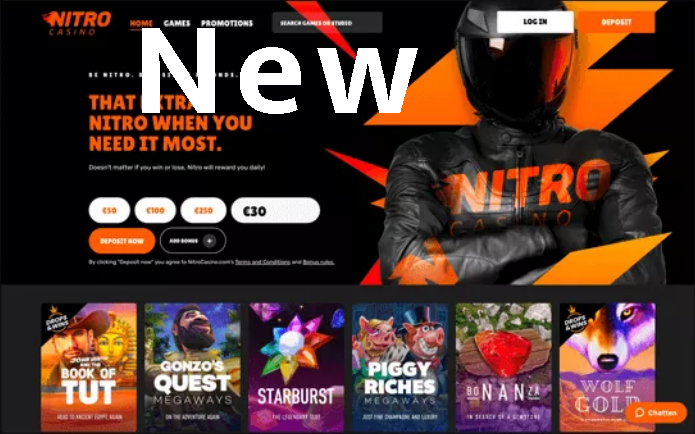 NITRO
CASINO
HOME GAMES PROMOTIONS
SEARCH GAMES OR STUDIO
LOG IN
DEPOSIT
New
BE NITRO.
THAT EXTRA
NITRO WHEN YOU
NEED IT MOST.
Doesn't matter if you win or lose, Nitro will reward you daily!
€50 €100 €250 €30
DEPOSIT NOW ADD BONUS +
By clicking "Deposit now" you agree to NitroCasino.com's Terms and Conditions and Bonus rules.
NITRO
CASINO
DROPS
& WINS
JOHN HUNTER
AND THE
BOOK OF
TUT
ROAD TO ANCIENT EGYPT AGAIN
GONZO'S
QUEST
MEGAWAYS
ON THE ADVENTURE AGAIN
STARBURST
THE LEGENDARY SLOT
PIGGY
RICHES
MEGAWAYS
JUST FINE CHAMPAGNE AND LUXURY
BONANZA
IN SEARCH OF A GEMSTONE
DROPS
& WINS
WOLF
GOLD
Chatten